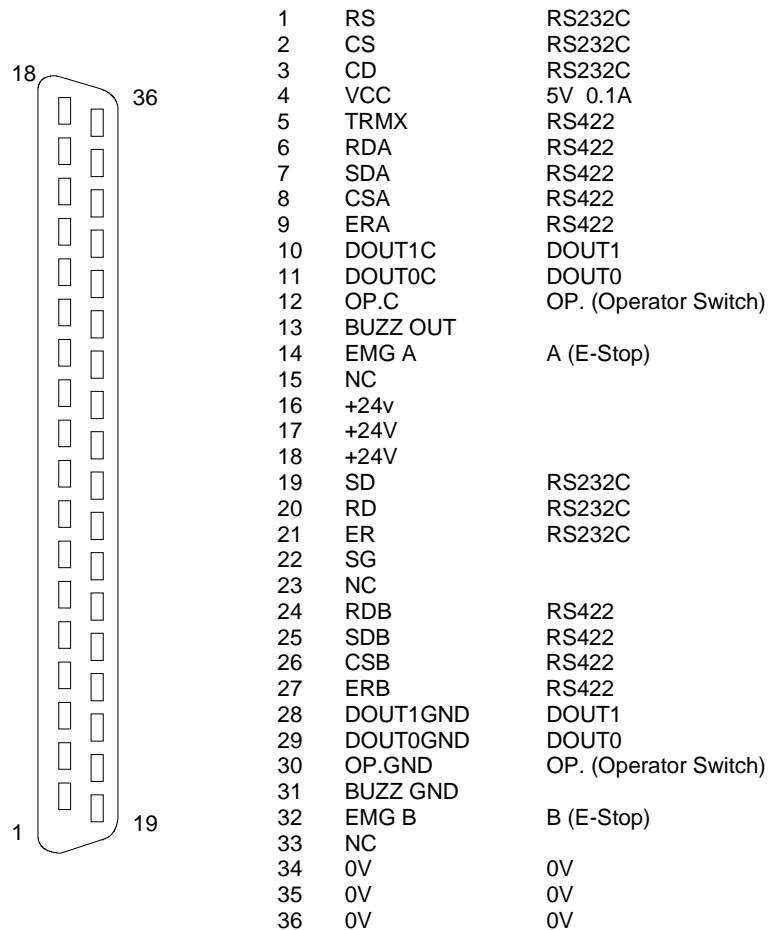 18
36
1
19
1 RS RS232C
2 CS RS232C
3 CD RS232C
4 VCC 5V 0.1A
5 TRMX RS422
6 RDA RS422
7 SDA RS422
8 CSA RS422
9 ERA RS422
10 DOUT1C DOUT1
11 DOUT0C DOUT0
12 OP.C OP. (Operator Switch)
13 BUZZ OUT
14 EMG A A (E-Stop)
15 NC
16 +24v
17 +24V
18 +24V
19 SD RS232C
20 RD RS232C
21 ER RS232C
22 SG
23 NC
24 RDB RS422
25 SDB RS422
26 CSB RS422
27 ERB RS422
28 DOUT1GND DOUT1
29 DOUT0GND DOUT0
30 OP.GND OP. (Operator Switch)
31 BUZZ GND
32 EMG B B (E-Stop)
33 NC
34 0V 0V
35 0V 0V
36 0V 0V